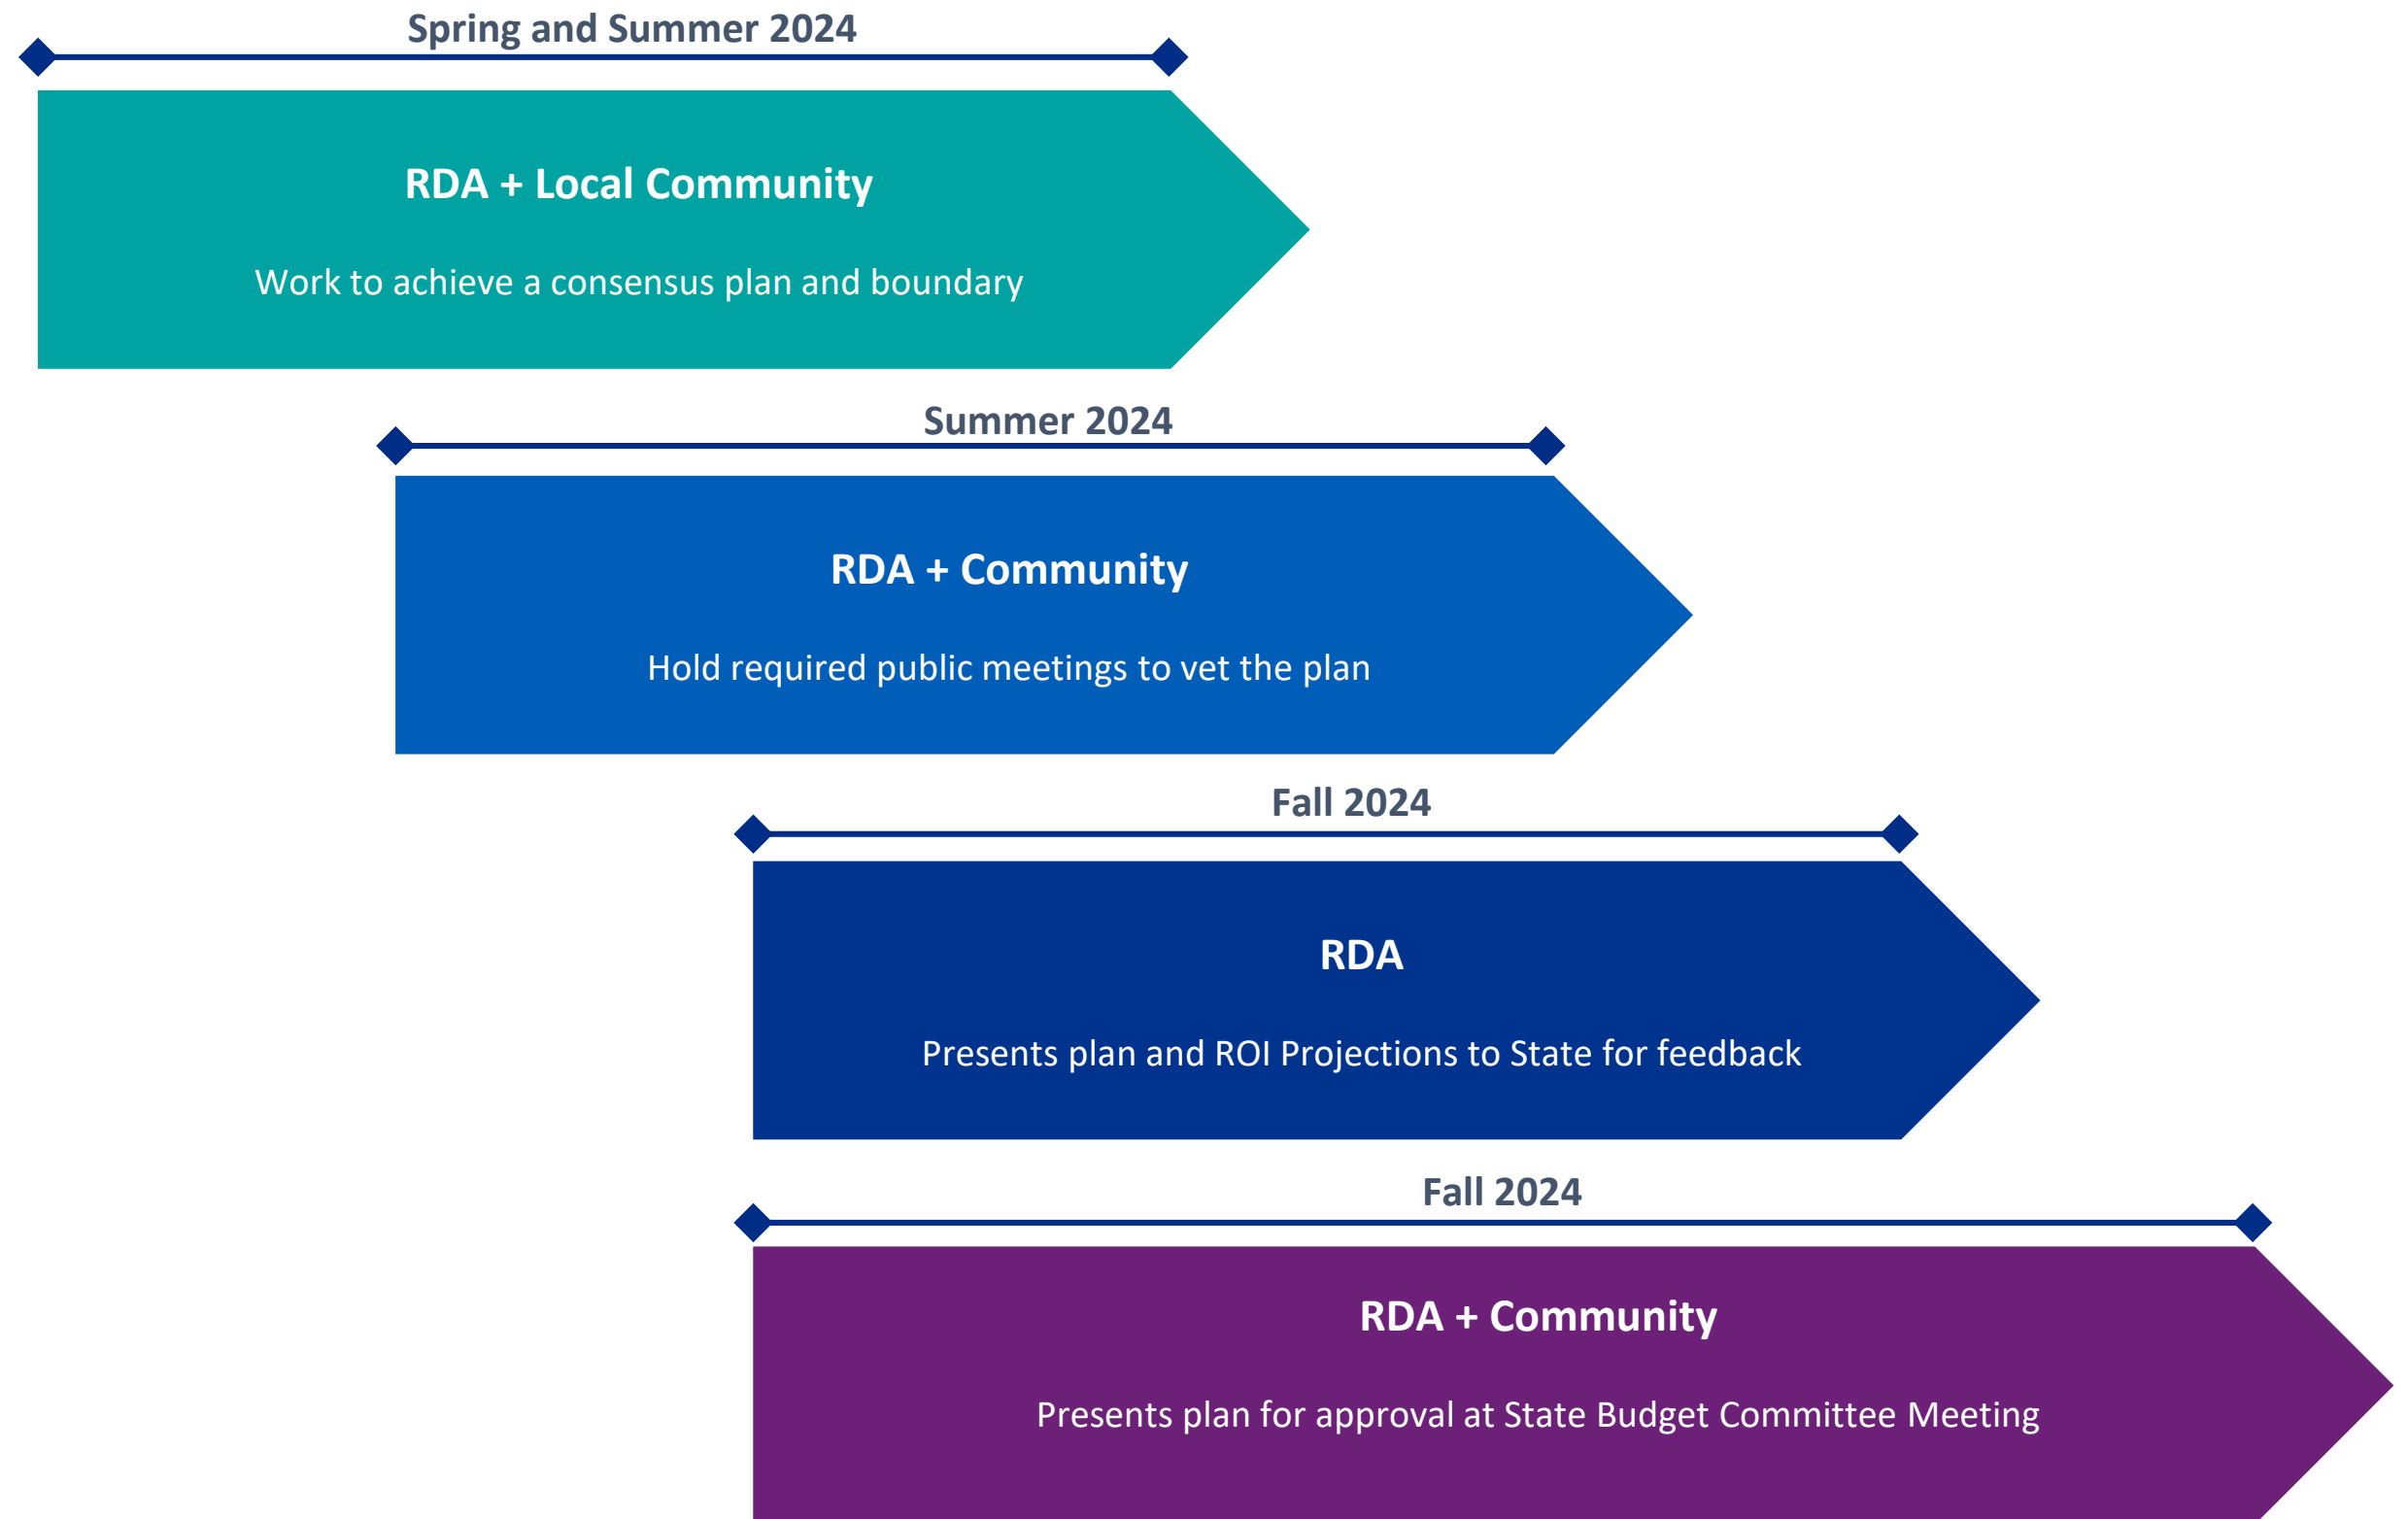 Spring and Summer 2024
RDA + Local Community
Work to achieve a consensus plan and boundary
Summer 2024
RDA + Community
Hold required public meetings to vet the plan
Fall 2024
RDA
Presents plan and ROI Projections to State for feedback
Fall 2024
RDA + Community
Presents plan for approval at State Budget Committee Meeting